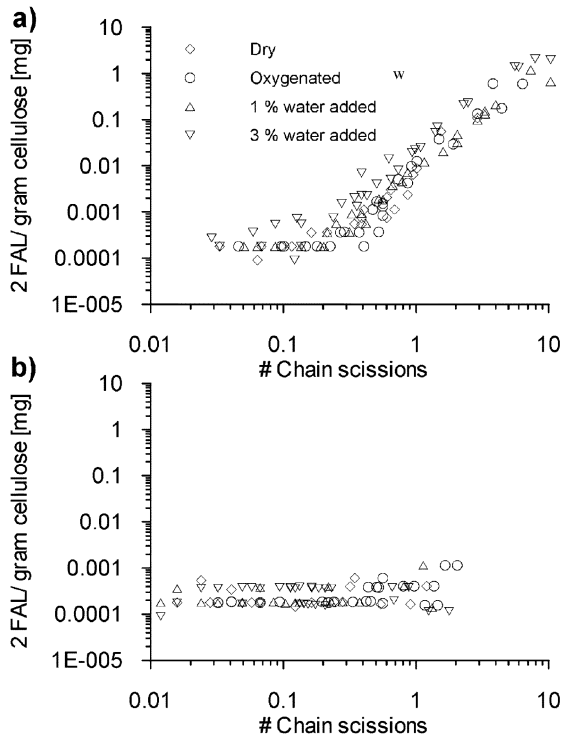 a)
10
1
0.1
0.01
0.001
0.0001
1E-005
2 FAL/ gram cellulose [mg]
Dry
Oxygenated
w
1 % water added
3 % water added
0.01 0.1 1 10
# Chain scissions
b)
10
1
0.1
0.01
0.001
0.0001
1E-005
2 FAL/ gram cellulose [mg]
0.01 0.1 1 10
# Chain scissions